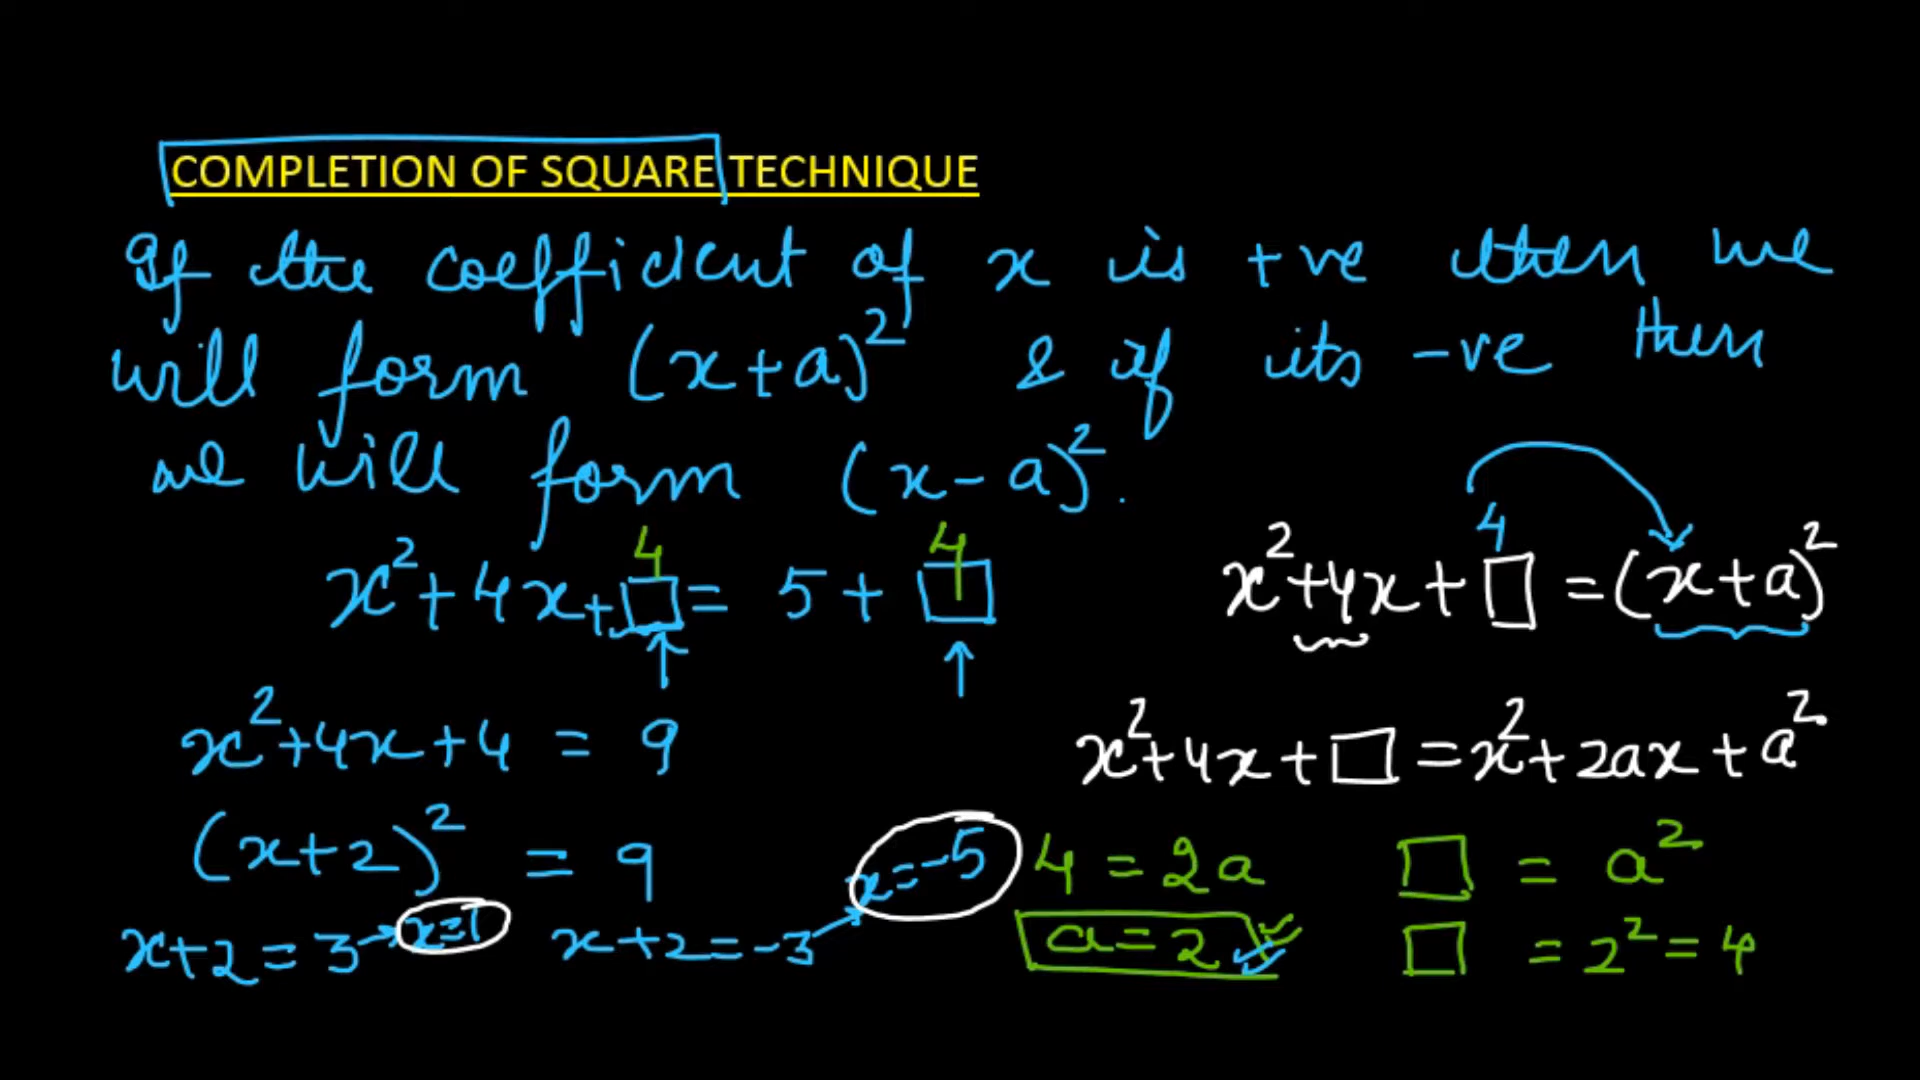 COMPLETION OF SQUARE TECHNIQUE
If the coefficient of x is +ve then we
will form (x+a)² & if its -ve then
we will form (x-a)².
4 4
x² + 4x + □ = 5 + □
x² + 4x + 4 = 9
(x+2)² = 9
x+2 = 3 → x=1 x+2 = -3 → x=-5
4
x² + 4x + □ = (x+a)²
x² + 4x + □ = x² + 2ax + a²
4 = 2a □ = a²
a = 2 □ = 2² = 4